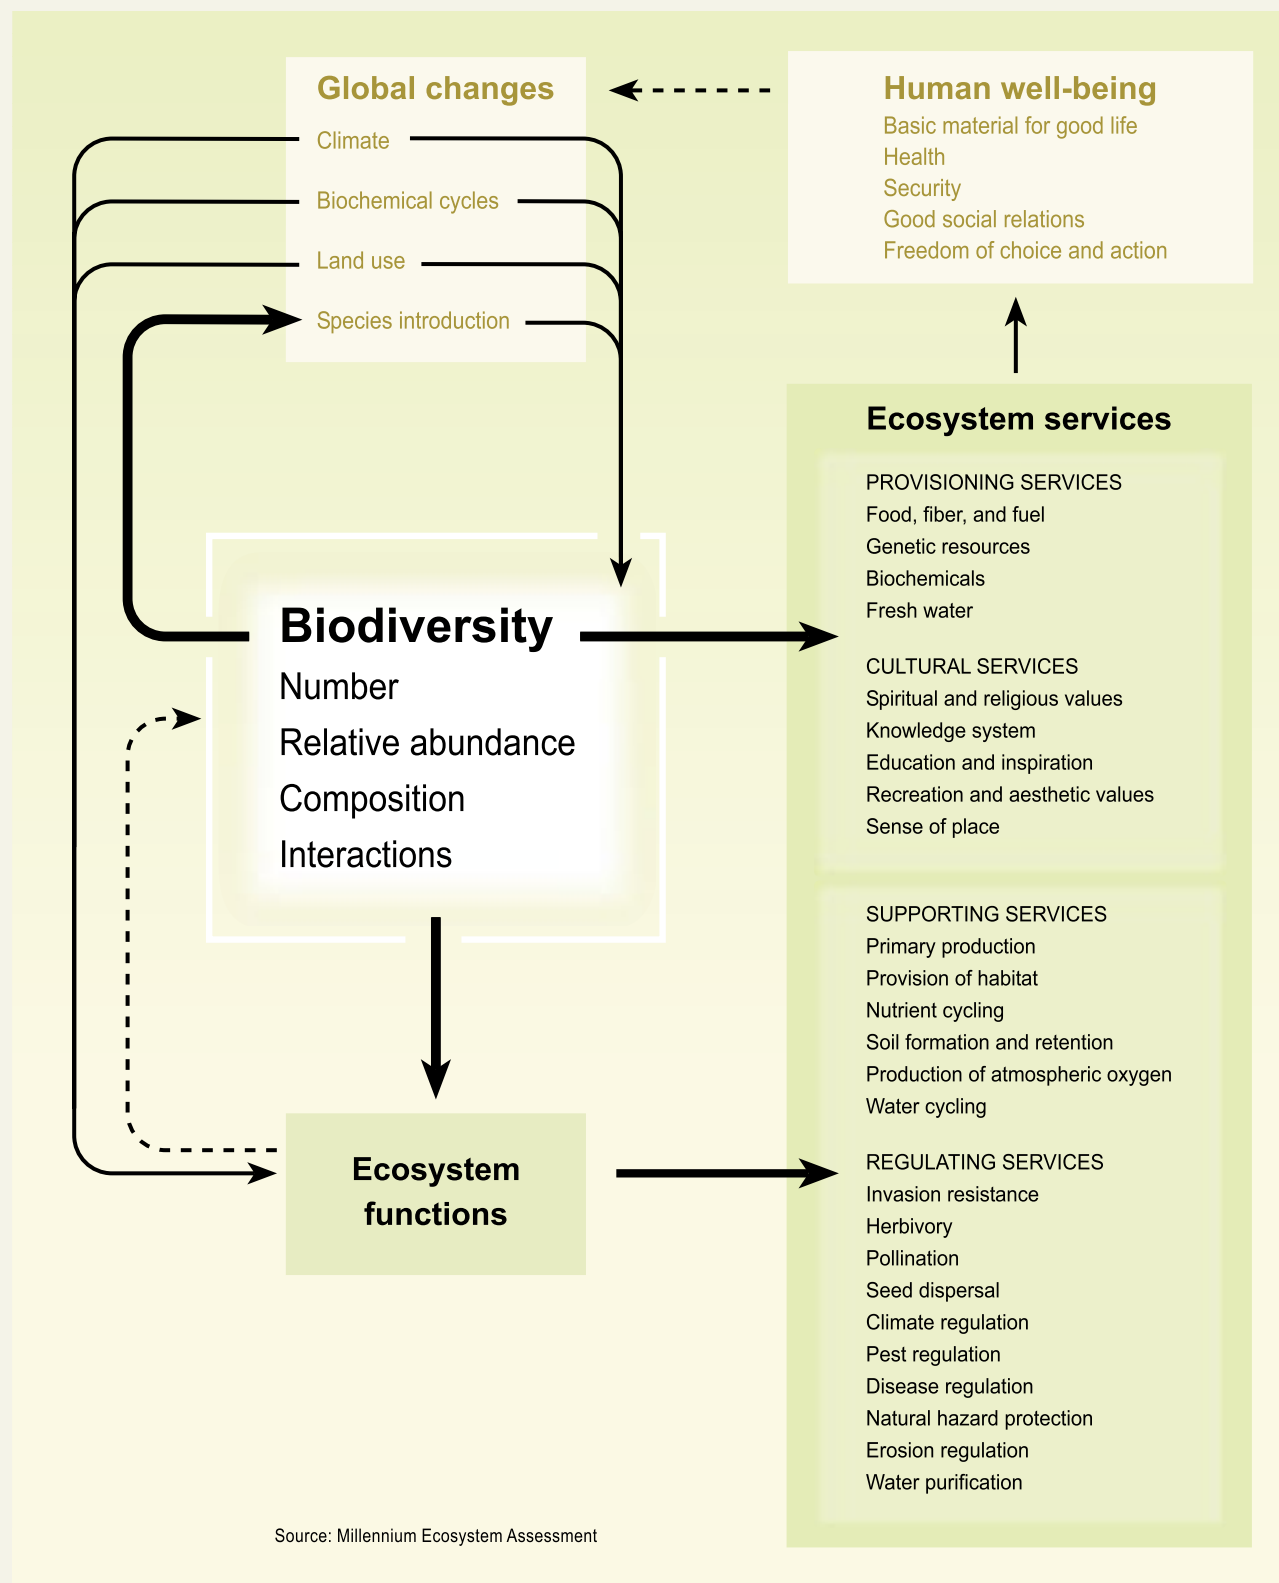 Global changes
Climate
Biochemical cycles
Land use
Species introduction
Human well-being
Basic material for good life
Health
Security
Good social relations
Freedom of choice and action
Biodiversity
Number
Relative abundance
Composition
Interactions
Ecosystem
functions
Ecosystem services
PROVISIONING SERVICES
Food, fiber, and fuel
Genetic resources
Biochemicals
Fresh water
CULTURAL SERVICES
Spiritual and religious values
Knowledge system
Education and inspiration
Recreation and aesthetic values
Sense of place
SUPPORTING SERVICES
Primary production
Provision of habitat
Nutrient cycling
Soil formation and retention
Production of atmospheric oxygen
Water cycling
REGULATING SERVICES
Invasion resistance
Herbivory
Pollination
Seed dispersal
Climate regulation
Pest regulation
Disease regulation
Natural hazard protection
Erosion regulation
Water purification
Source: Millennium Ecosystem Assessment